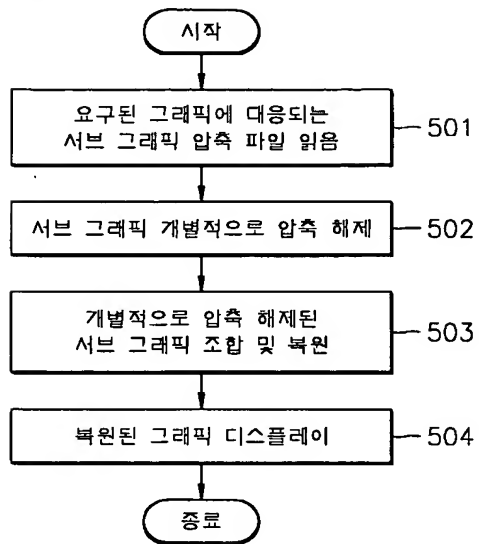 시작
요구된 그래픽에 대응되는
서브 그래픽 압축 파일 읽음
501
서브 그래픽 개별적으로 압축 해제
502
개별적으로 압축 해제된
서브 그래픽 조합 및 복원
503
복원된 그래픽 디스플레이
504
종료